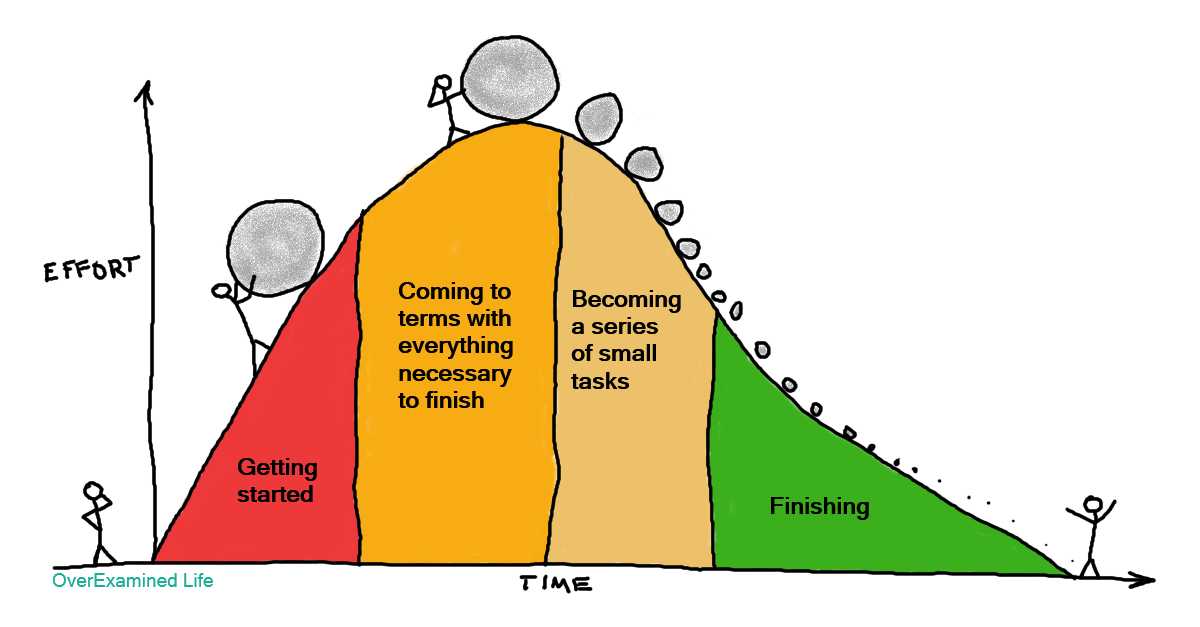 EFFORT
Getting
started
Coming to
terms with
everything
necessary
to finish
Becoming
a series
of small
tasks
Finishing
OverExamined Life
TIME